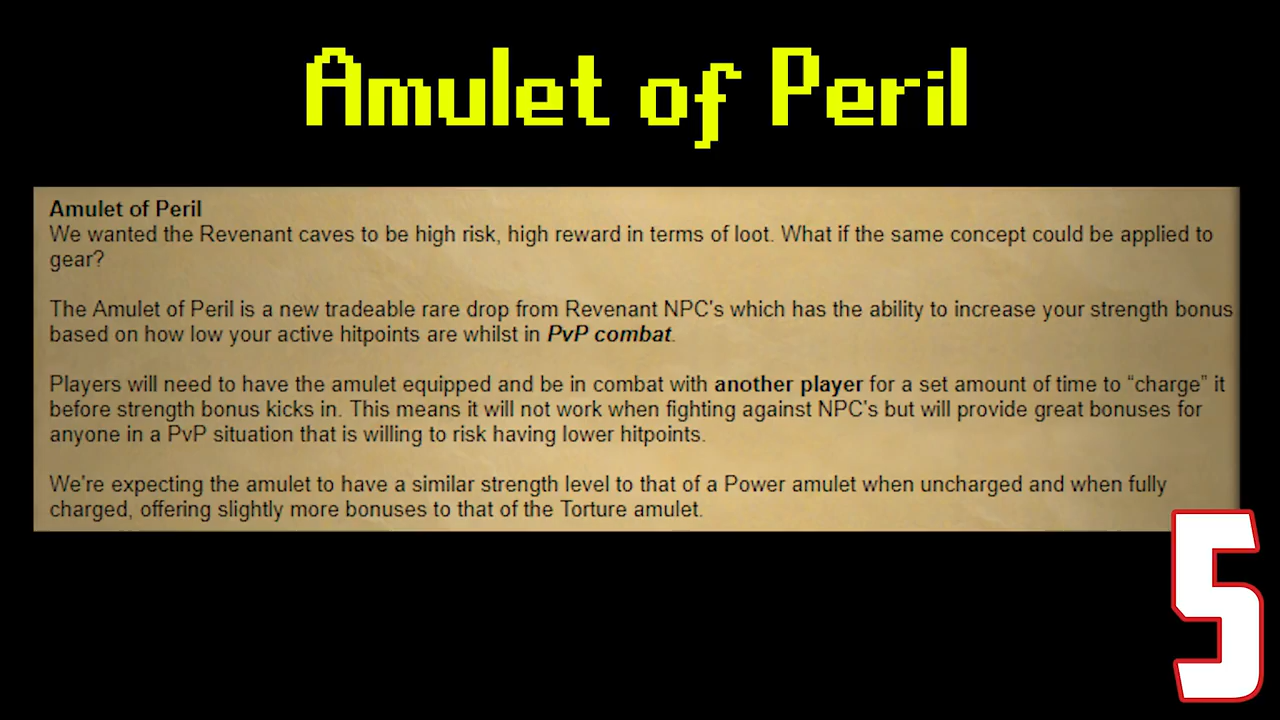 Amulet of Peril
Amulet of Peril
We wanted the Revenant caves to be high risk, high reward in terms of loot. What if the same concept could be applied to
gear?
The Amulet of Peril is a new tradeable rare drop from Revenant NPC's which has the ability to increase your strength bonus
based on how low your active hitpoints are whilst in PvP combat.
Players will need to have the amulet equipped and be in combat with another player for a set amount of time to “charge” it
before strength bonus kicks in. This means it will not work when fighting against NPC's but will provide great bonuses for
anyone in a PvP situation that is willing to risk having lower hitpoints.
We're expecting the amulet to have a similar strength level to that of a Power amulet when uncharged and when fully
charged, offering slightly more bonuses to that of the Torture amulet.
5